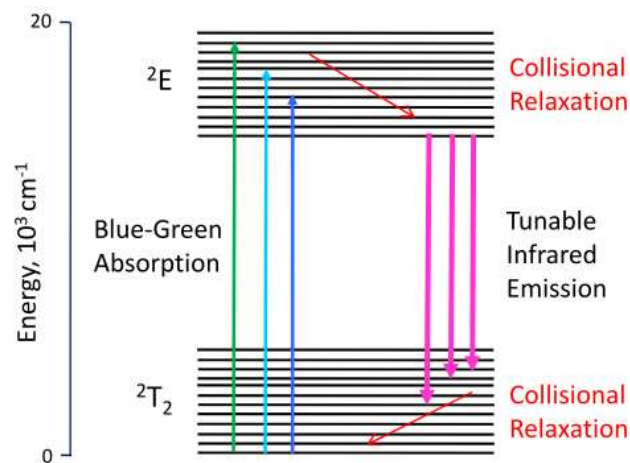 20
²E
Collisional
Relaxation
Energy, 10³ cm⁻¹
Blue-Green
Absorption
Tunable
Infrared
Emission
²T₂
Collisional
Relaxation
0